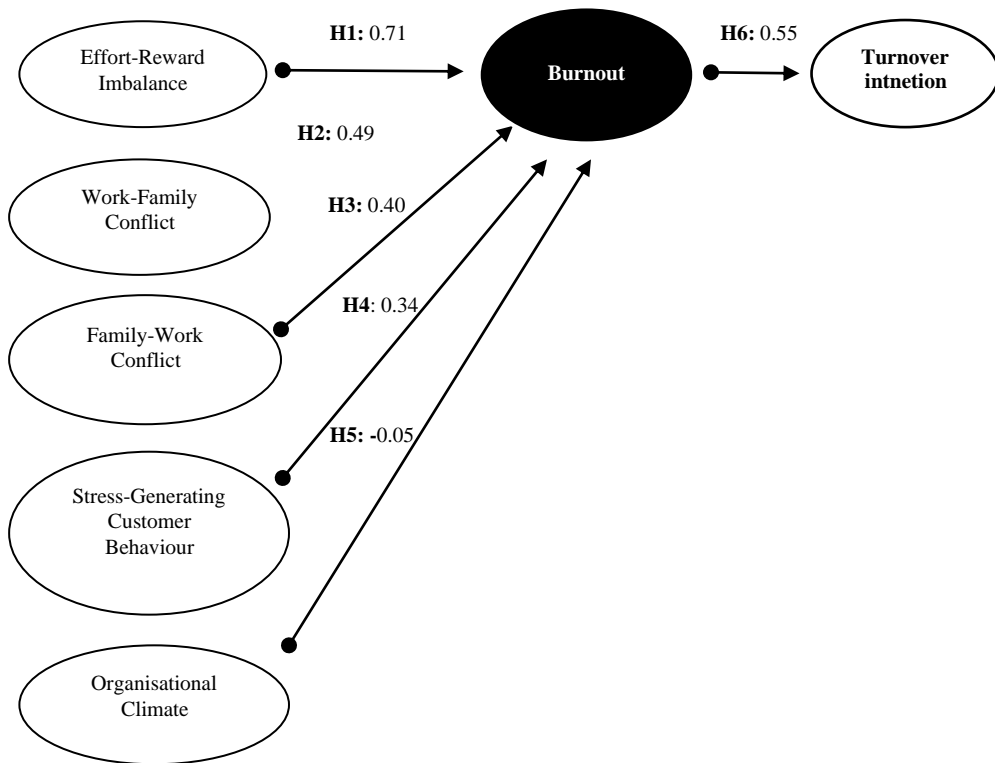 H1: 0.71
H6: 0.55
Effort-Reward
Imbalance
Burnout
Turnover
intnetion
H2: 0.49
Work-Family
Conflict
H3: 0.40
H4: 0.34
Family-Work
Conflict
H5: -0.05
Stress-Generating
Customer
Behaviour
Organisational
Climate